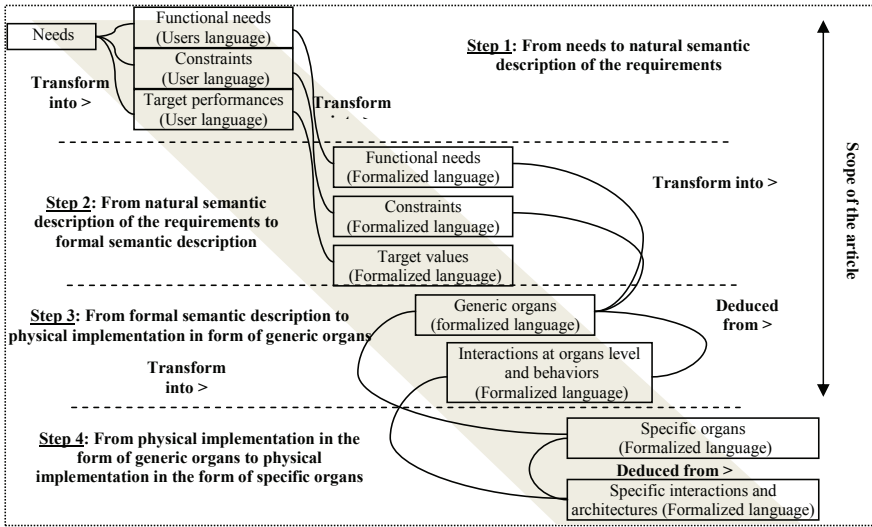 Needs
Functional needs
(Users language)
Constraints
(User language)
Target performances
(User language)
Transform
into >
Transform
into >
Step 1: From needs to natural semantic
description of the requirements
Scope of the article
Step 2: From natural semantic
description of the requirements to
formal semantic description
Functional needs
(Formalized language)
Constraints
(Formalized language)
Target values
(Formalized language)
Transform into >
Step 3: From formal semantic description to
physical implementation in form of generic organs
Generic organs
(formalized language)
Interactions at organs level
and behaviors
(Formalized language)
Deduced
from >
Transform
into >
Step 4: From physical implementation in the
form of generic organs to physical
implementation in the form of specific organs
Specific organs
(Formalized language)
Deduced from >
Specific interactions and
architectures (Formalized language)